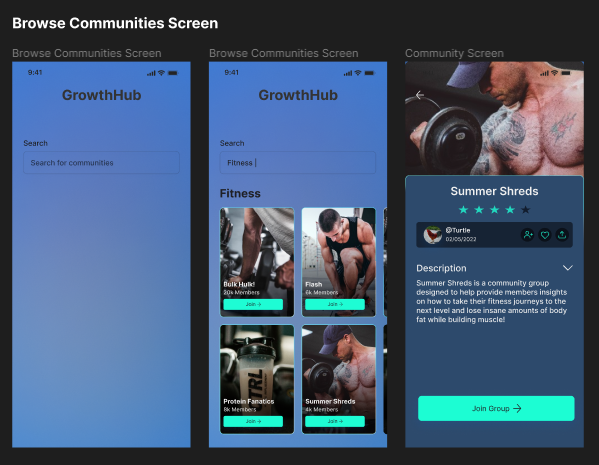 Browse Communities Screen
Browse Communities Screen
9:41
GrowthHub
Search
Search for communities
Browse Communities Screen
9:41
GrowthHub
Search
Fitness |
Fitness
Bulk Hulk!
20k Members
Join →
Flash
6k Members
Join →
CTRL
Protein Fanatics
8k Members
Join →
Summer Shreds
4k Members
Join →
Community Screen
Summer Shreds
@Turtle
02/05/2022
Description
Summer Shreds is a community group
designed to help provide members insights
on how to take their fitness journeys to the
next level and lose insane amounts of body
fat while building muscle!
Join Group →